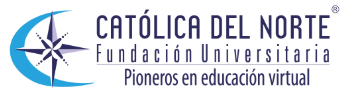 CATÓLICA DEL NORTE®
Fundación Universitaria
Pioneros en educación virtual